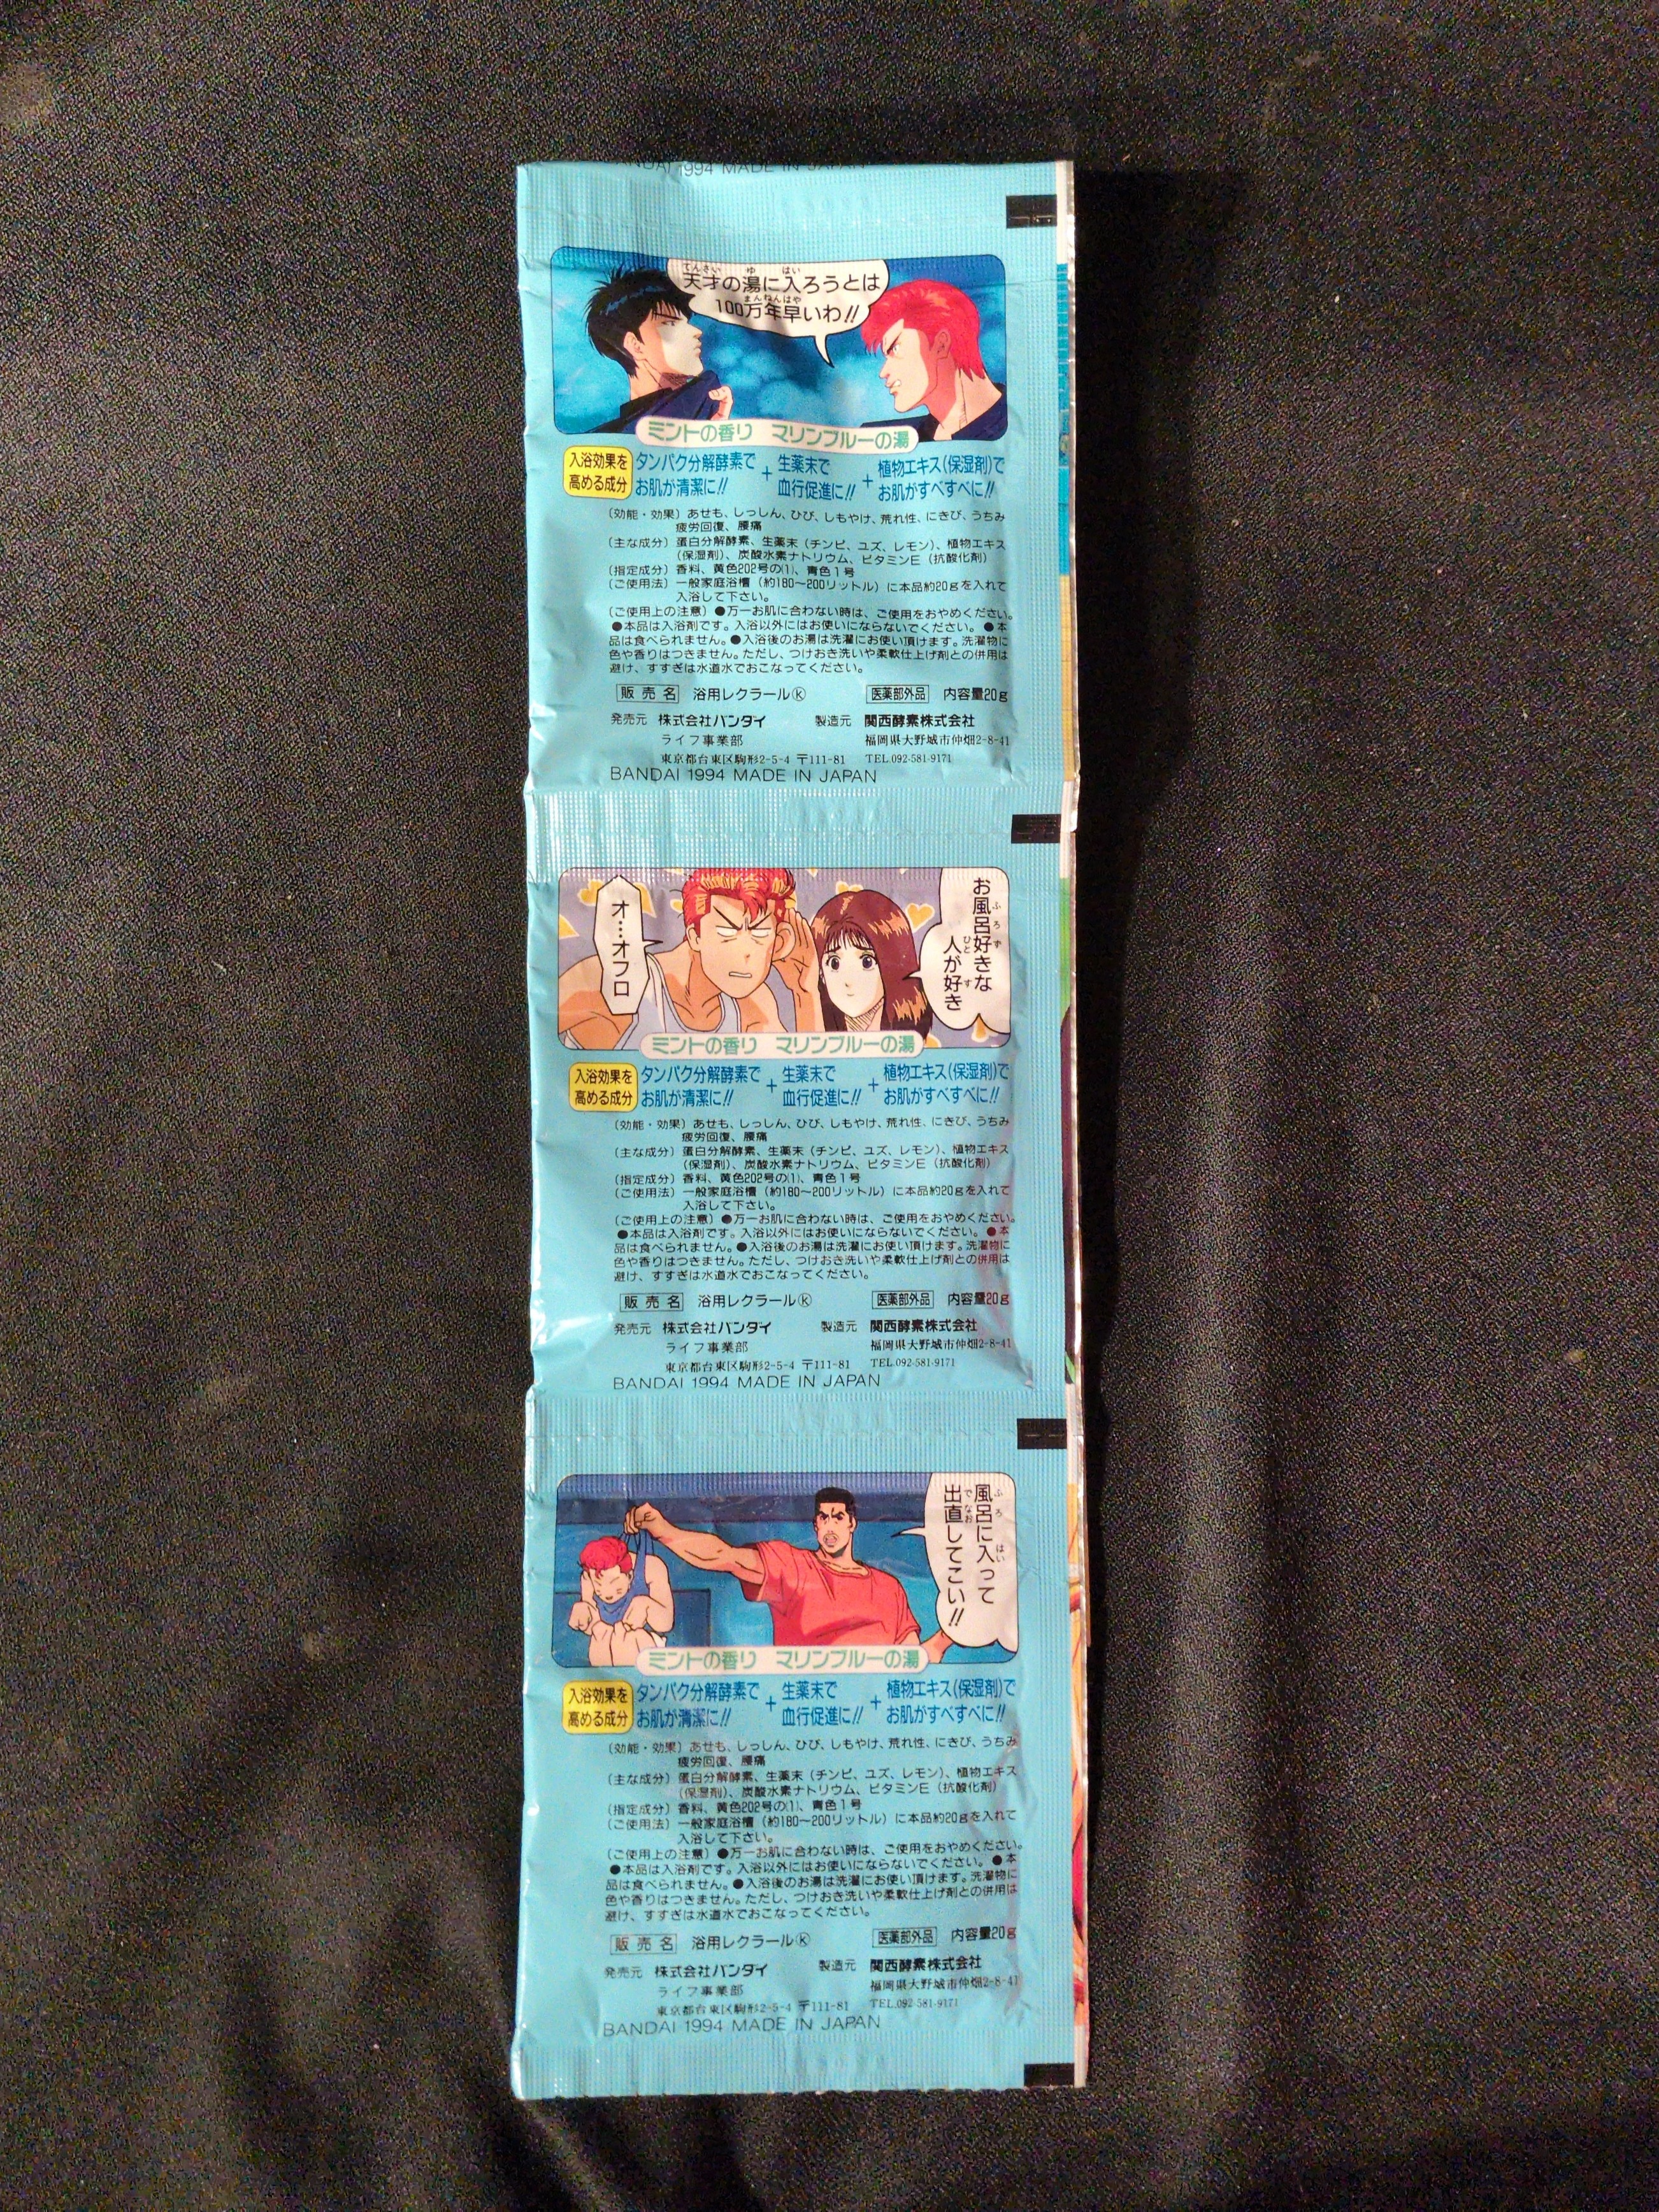 BANDAI 1994 MADE IN JAPAN
てんさい ゆ はい
天才の湯に入ろうとは
まんねんはや
100万年早いわ!!
ミントの香り マリンブルーの湯
入浴効果を
高める成分
タンパク分解酵素で
お肌が清潔に!!
+
生薬末で
血行促進に!!
+
植物エキス(保湿剤)で
お肌がすべすべに!!
(効能・効果)あせも、しっしん、ひび、しもやけ、荒れ性、にきび、うちみ
疲労回復、腰痛
(主な成分)蛋白分解酵素、生薬末(チンピ、ユズ、レモン)、植物エキス
(保湿剤)、炭酸水素ナトリウム、ビタミンE(抗酸化剤)
(指定成分)香料、黄色202号の(1)、青色1号
(ご使用法)一般家庭浴槽(約180〜200リットル)に本品約20gを入れて
入浴して下さい。
(ご使用上の注意)●万一お肌に合わない時は、ご使用をおやめください。
●本品は入浴剤です。入浴以外にはお使いにならないでください。●本
品は食べられません。●入浴後のお湯は洗濯にお使い頂けます。洗濯物に
色や香りはつきません。ただし、つけおき洗いや柔軟仕上げ剤との併用は
避け、すすぎは水道水でおこなってください。
販売名 浴用レクラールⓚ 医薬部外品 内容量20g
発売元 株式会社バンダイ 製造元 関西酵素株式会社
ライフ事業部 福岡県大野城市仲畑2-8-41
東京都台東区駒形2-5-4 〒111-81 TEL.092-581-9171
BANDAI 1994 MADE IN JAPAN
お風呂好きな
ふろず
人が好き
ひと す
オ…オフロ
ミントの香り マリンブルーの湯
入浴効果を
高める成分
タンパク分解酵素で
お肌が清潔に!!
+
生薬末で
血行促進に!!
+
植物エキス(保湿剤)で
お肌がすべすべに!!
(効能・効果)あせも、しっしん、ひび、しもやけ、荒れ性、にきび、うちみ
疲労回復、腰痛
(主な成分)蛋白分解酵素、生薬末(チンピ、ユズ、レモン)、植物エキス
(保湿剤)、炭酸水素ナトリウム、ビタミンE(抗酸化剤)
(指定成分)香料、黄色202号の(1)、青色1号
(ご使用法)一般家庭浴槽(約180〜200リットル)に本品約20gを入れて
入浴して下さい。
(ご使用上の注意)●万一お肌に合わない時は、ご使用をおやめください。
●本品は入浴剤です。入浴以外にはお使いにならないでください。●本
品は食べられません。●入浴後のお湯は洗濯にお使い頂けます。洗濯物に
色や香りはつきません。ただし、つけおき洗いや柔軟仕上げ剤との併用は
避け、すすぎは水道水でおこなってください。
販売名 浴用レクラールⓚ 医薬部外品 内容量20g
発売元 株式会社バンダイ 製造元 関西酵素株式会社
ライフ事業部 福岡県大野城市仲畑2-8-41
東京都台東区駒形2-5-4 〒111-81 TEL.092-581-9171
BANDAI 1994 MADE IN JAPAN
風呂に入って
ふろ はい
出直してこい!!
で なお
ミントの香り マリンブルーの湯
入浴効果を
高める成分
タンパク分解酵素で
お肌が清潔に!!
+
生薬末で
血行促進に!!
+
植物エキス(保湿剤)で
お肌がすべすべに!!
(効能・効果)あせも、しっしん、ひび、しもやけ、荒れ性、にきび、うちみ
疲労回復、腰痛
(主な成分)蛋白分解酵素、生薬末(チンピ、ユズ、レモン)、植物エキス
(保湿剤)、炭酸水素ナトリウム、ビタミンE(抗酸化剤)
(指定成分)香料、黄色202号の(1)、青色1号
(ご使用法)一般家庭浴槽(約180〜200リットル)に本品約20gを入れて
入浴して下さい。
(ご使用上の注意)●万一お肌に合わない時は、ご使用をおやめください。
●本品は入浴剤です。入浴以外にはお使いにならないでください。●本
品は食べられません。●入浴後のお湯は洗濯にお使い頂けます。洗濯物に
色や香りはつきません。ただし、つけおき洗いや柔軟仕上げ剤との併用は
避け、すすぎは水道水でおこなってください。
販売名 浴用レクラールⓚ 医薬部外品 内容量20g
発売元 株式会社バンダイ 製造元 関西酵素株式会社
ライフ事業部 福岡県大野城市仲畑2-8-41
東京都台東区駒形2-5-4 〒111-81 TEL.092-581-9171
BANDAI 1994 MADE IN JAPAN